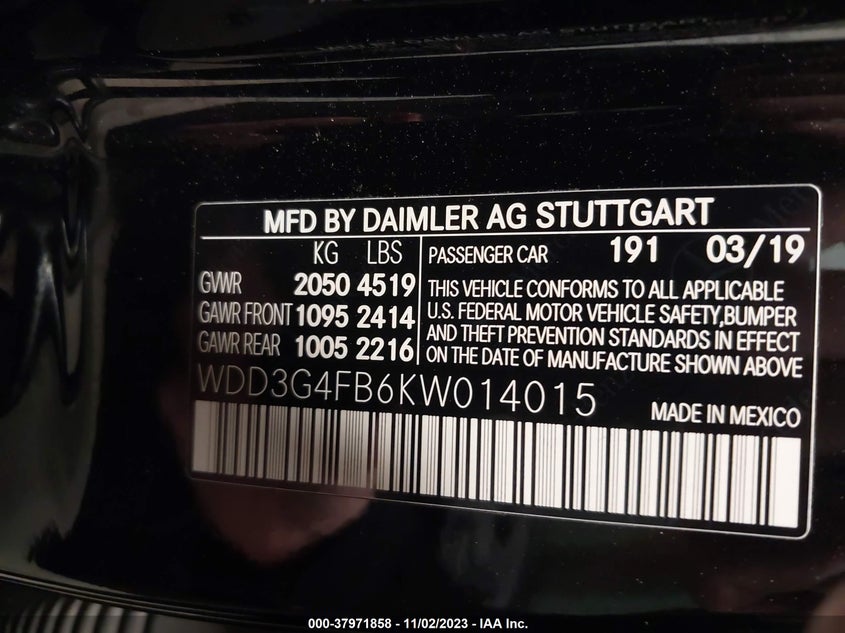 MFD BY DAIMLER AG STUTTGART
KG LBS
GVWR 2050 4519
GAWR FRONT 1095 2414
GAWR REAR 1005 2216
PASSENGER CAR 191 03/19
THIS VEHICLE CONFORMS TO ALL APPLICABLE
U.S. FEDERAL MOTOR VEHICLE SAFETY,BUMPER
AND THEFT PREVENTION STANDARDS IN EFFECT
ON THE DATE OF MANUFACTURE SHOWN ABOVE
WDD3G4FB6KW014015
MADE IN MEXICO
000-37971858 - 11/02/2023 - IAA Inc.